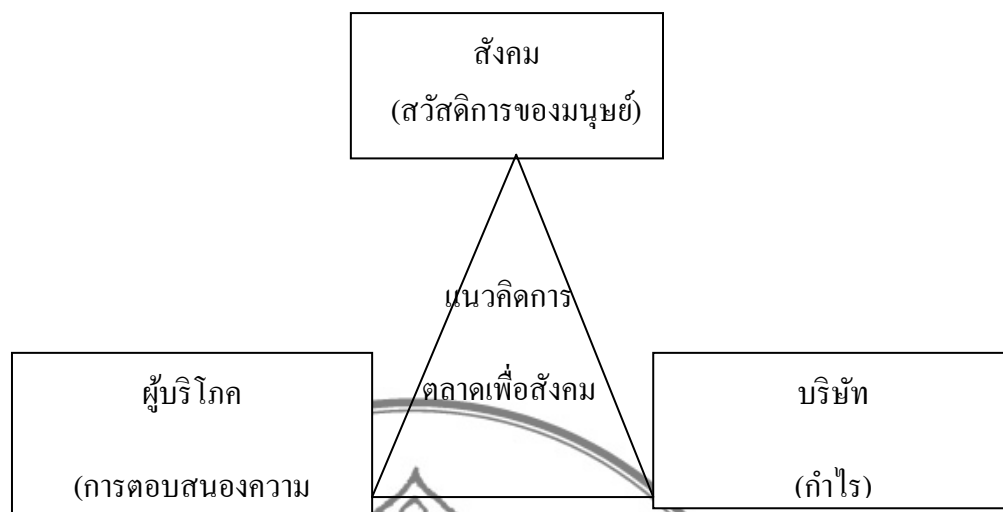 สังคม
(สวัสดิการของมนุษย์)
แนวคิดการ
ตลาดเพื่อสังคม
ผู้บริโภค
(การตอบสนองความ
บริษัท
(กำไร)